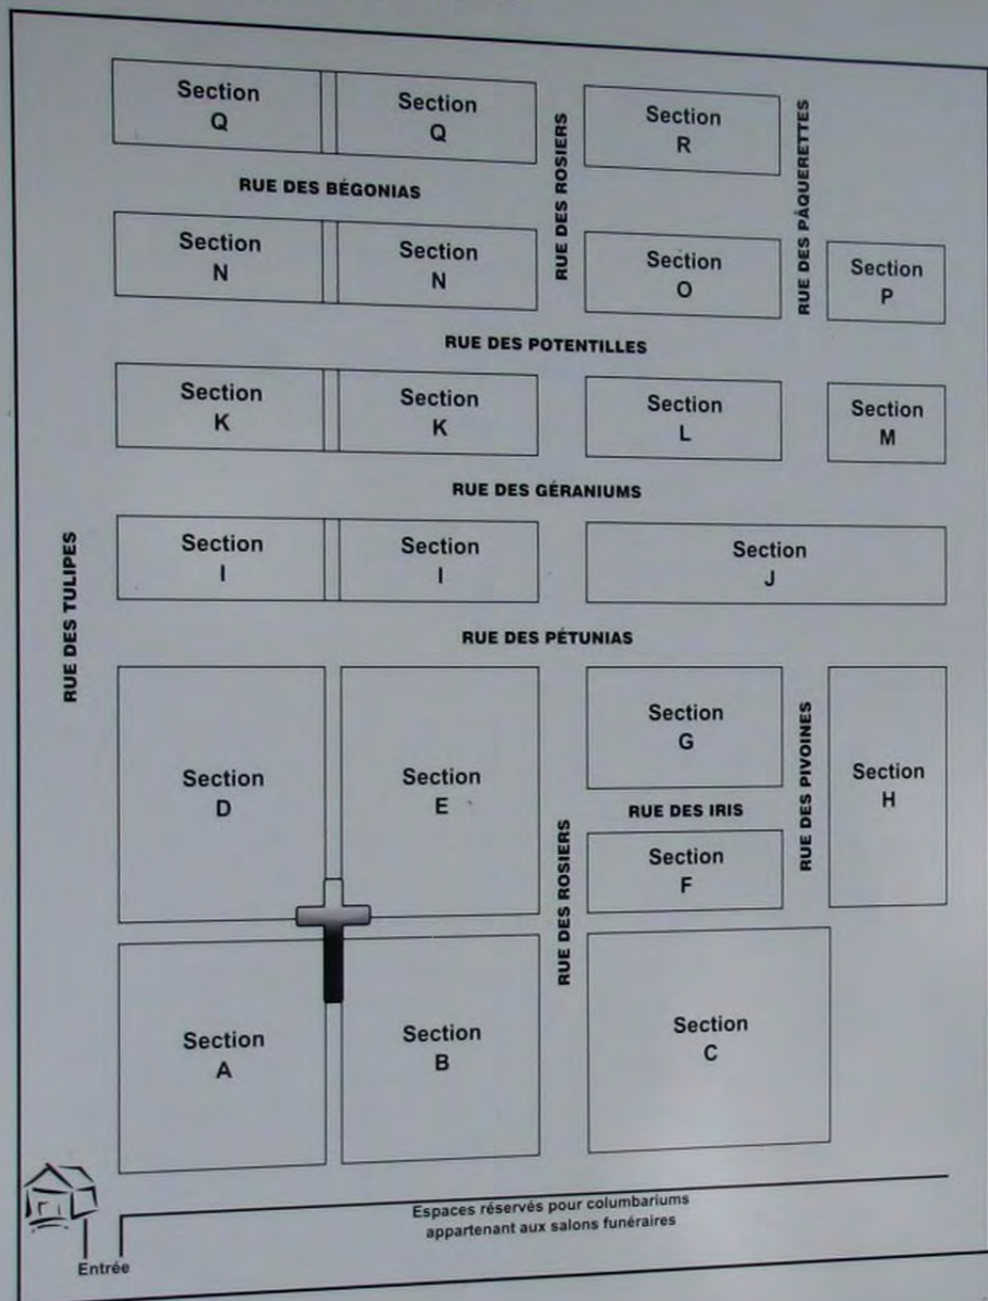 Section
Q
Section
Q
Section
R
RUE DES ROSIERS
RUE DES PÂQUERETTES
RUE DES BÉGONIAS
Section
N
Section
N
Section
O
Section
P
RUE DES POTENTILLES
Section
K
Section
K
Section
L
Section
M
RUE DES GÉRANIUMS
RUE DES TULIPES
Section
I
Section
I
Section
J
RUE DES PÉTUNIAS
Section
D
Section
E
Section
G
RUE DES PIVOINES
Section
H
RUE DES IRIS
RUE DES ROSIERS
Section
F
Section
A
Section
B
Section
C
Espaces réservés pour columbariums
appartenant aux salons funéraires
Entrée